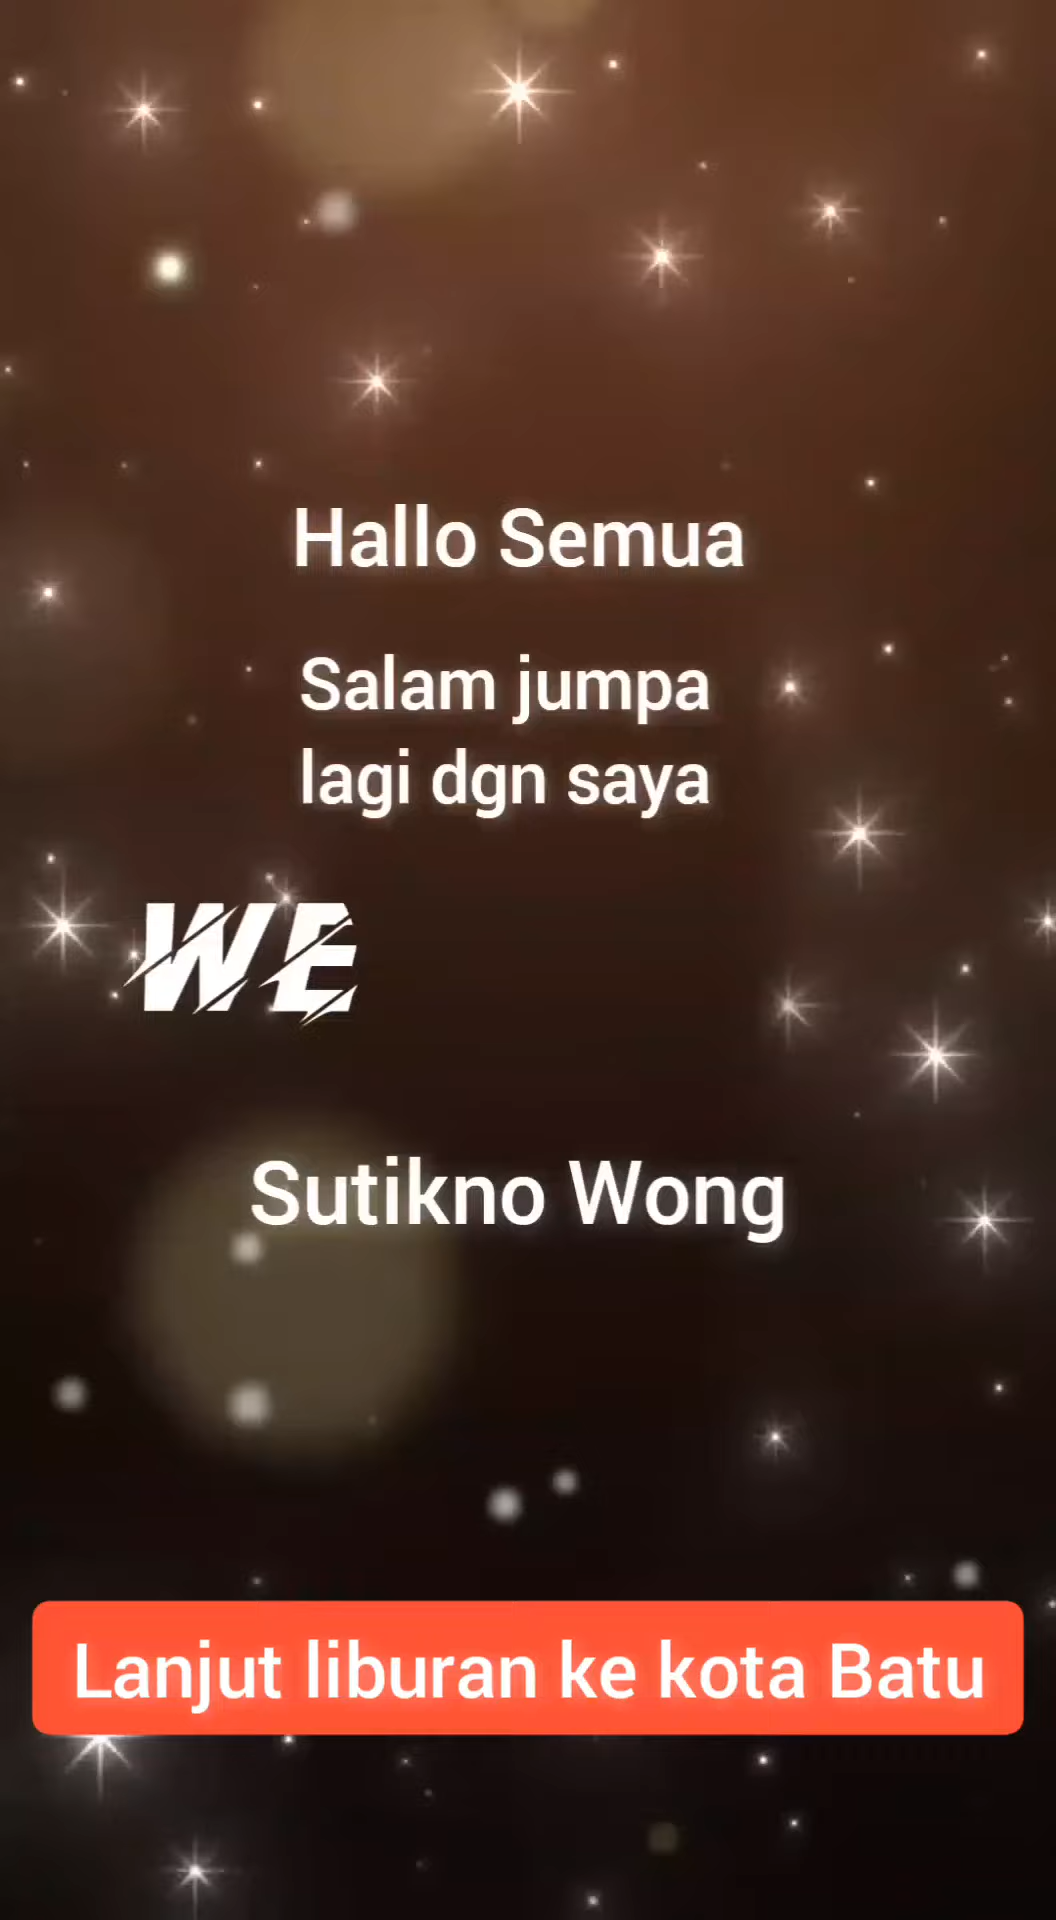 Hallo Semua
Salam jumpa
lagi dgn saya
WE
Sutikno Wong
Lanjut liburan ke kota Batu